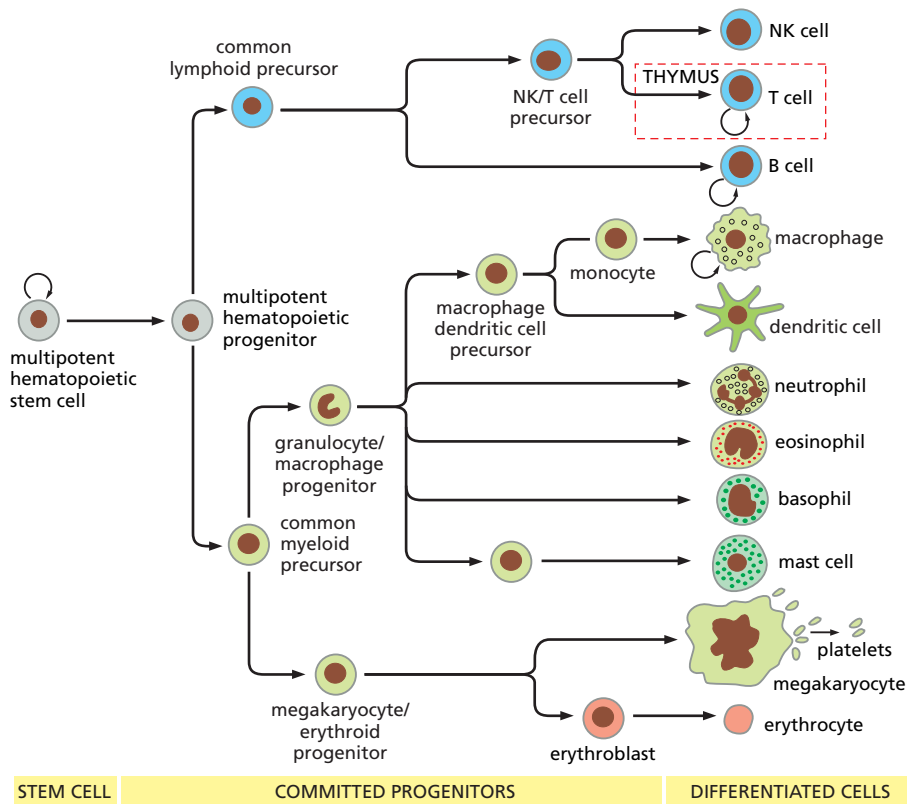 NK cell
common
lymphoid precursor
THYMUS
T cell
NK/T cell
precursor
B cell
macrophage
monocyte
multipotent
hematopoietic
progenitor
macrophage
dendritic cell
precursor
dendritic cell
multipotent
hematopoietic
stem cell
neutrophil
granulocyte/
macrophage
progenitor
eosinophil
basophil
common
myeloid
precursor
mast cell
platelets
megakaryocyte
megakaryocyte/
erythroid
progenitor
erythroblast
erythrocyte
STEM CELL
COMMITTED PROGENITORS
DIFFERENTIATED CELLS